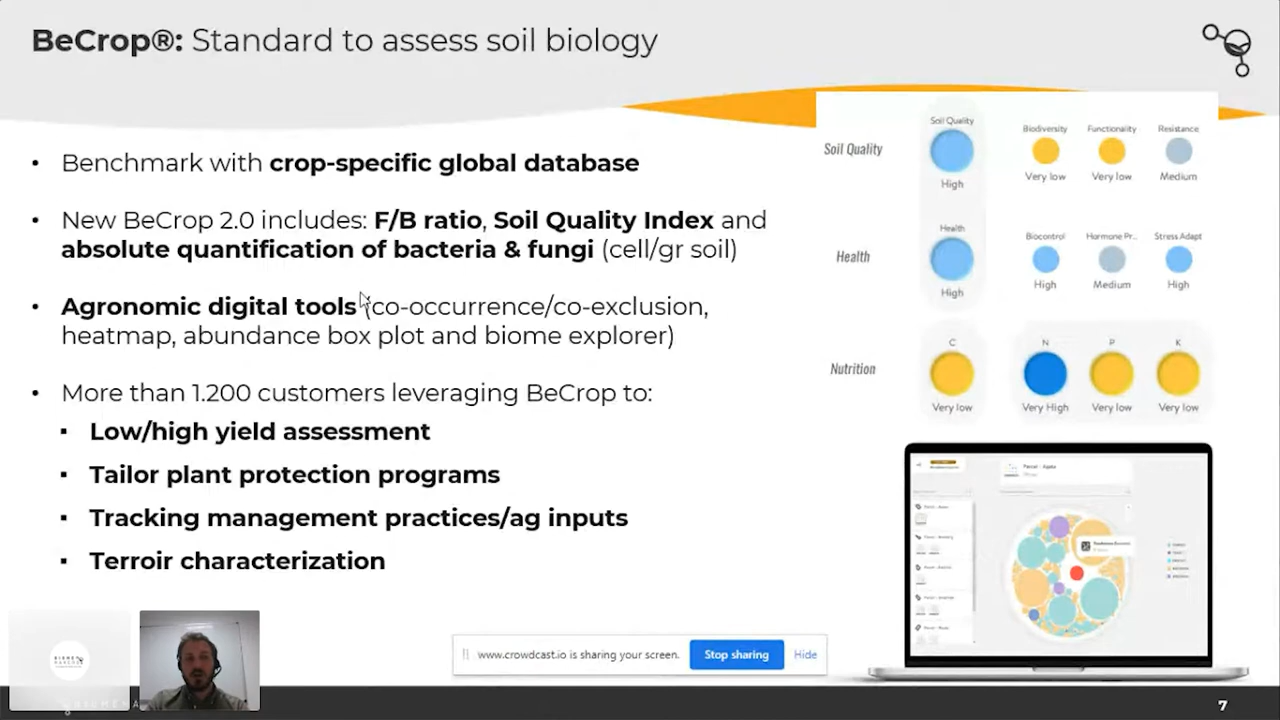 BeCrop®: Standard to assess soil biology
• Benchmark with crop-specific global database
• New BeCrop 2.0 includes: F/B ratio, Soil Quality Index and
absolute quantification of bacteria & fungi (cell/gr soil)
• Agronomic digital tools (co-occurrence/co-exclusion,
heatmap, abundance box plot and biome explorer)
• More than 1.200 customers leveraging BeCrop to:
▪ Low/high yield assessment
▪ Tailor plant protection programs
▪ Tracking management practices/ag inputs
▪ Terroir characterization
Soil Quality
Soil Quality
High
Biodiversity Functionality Resistance
Very low Very low Medium
Health
Health
High
Biocontrol Hormone Pr.. Stress Adapt
High Medium High
Nutrition
C N P K
Very low Very High Very low Very low
www.crowdcast.io is sharing your screen. Stop sharing Hide
7